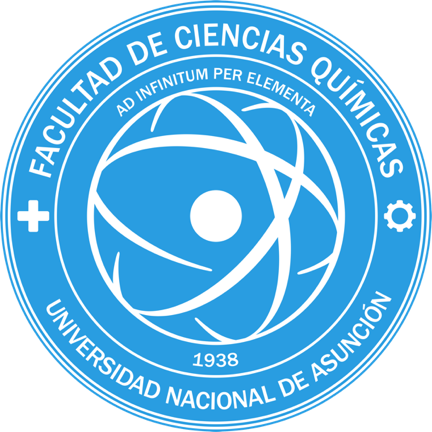 FACULTAD DE CIENCIAS QUÍMICAS
AD INFINITUM PER ELEMENTA
1938
UNIVERSIDAD NACIONAL DE ASUNCIÓN